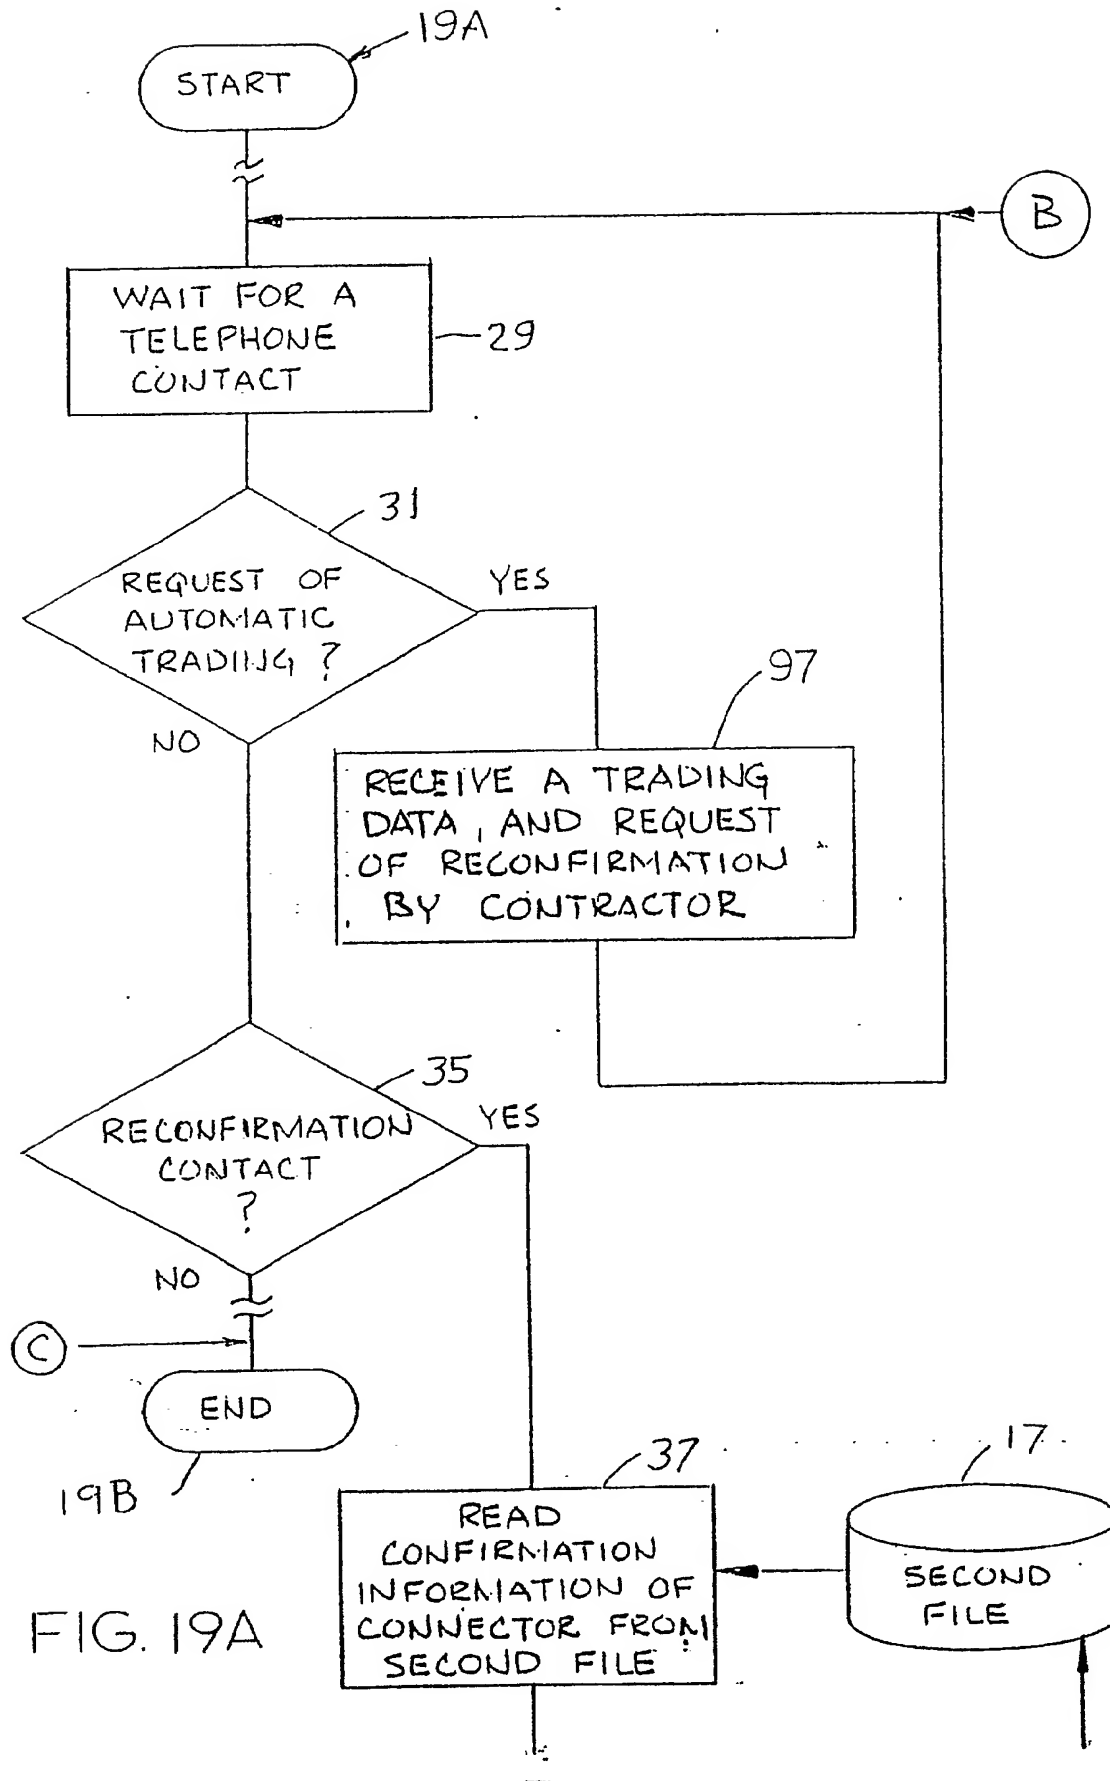 19A
START
B
WAIT FOR A
TELEPHONE
CONTACT
29
31
REQUEST OF
AUTOMATIC
TRADING ?
YES
NO
97
RECEIVE A TRADING
DATA, AND REQUEST
OF RECONFIRMATION
BY CONTRACTOR
35
RECONFIRMATION
CONTACT
?
YES
NO
C
END
19B
37
READ
CONFIRMATION
INFORMATION OF
CONNECTOR FROM
SECOND FILE
17
SECOND
FILE
FIG. 19A